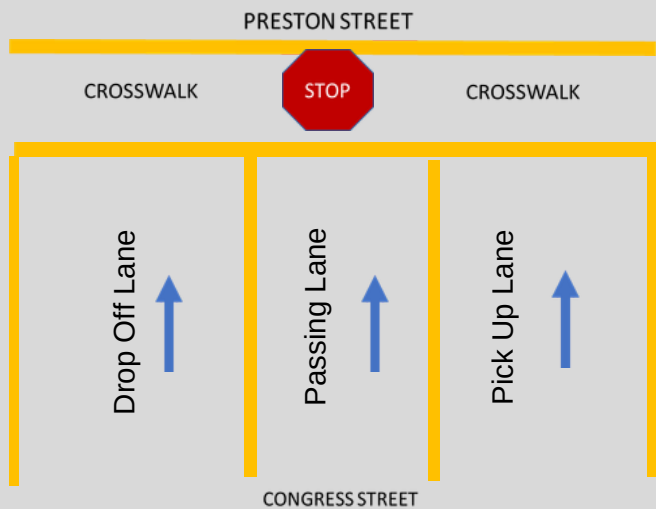 PRESTON STREET
CROSSWALK
STOP
CROSSWALK
Drop Off Lane
Passing Lane
Pick Up Lane
CONGRESS STREET